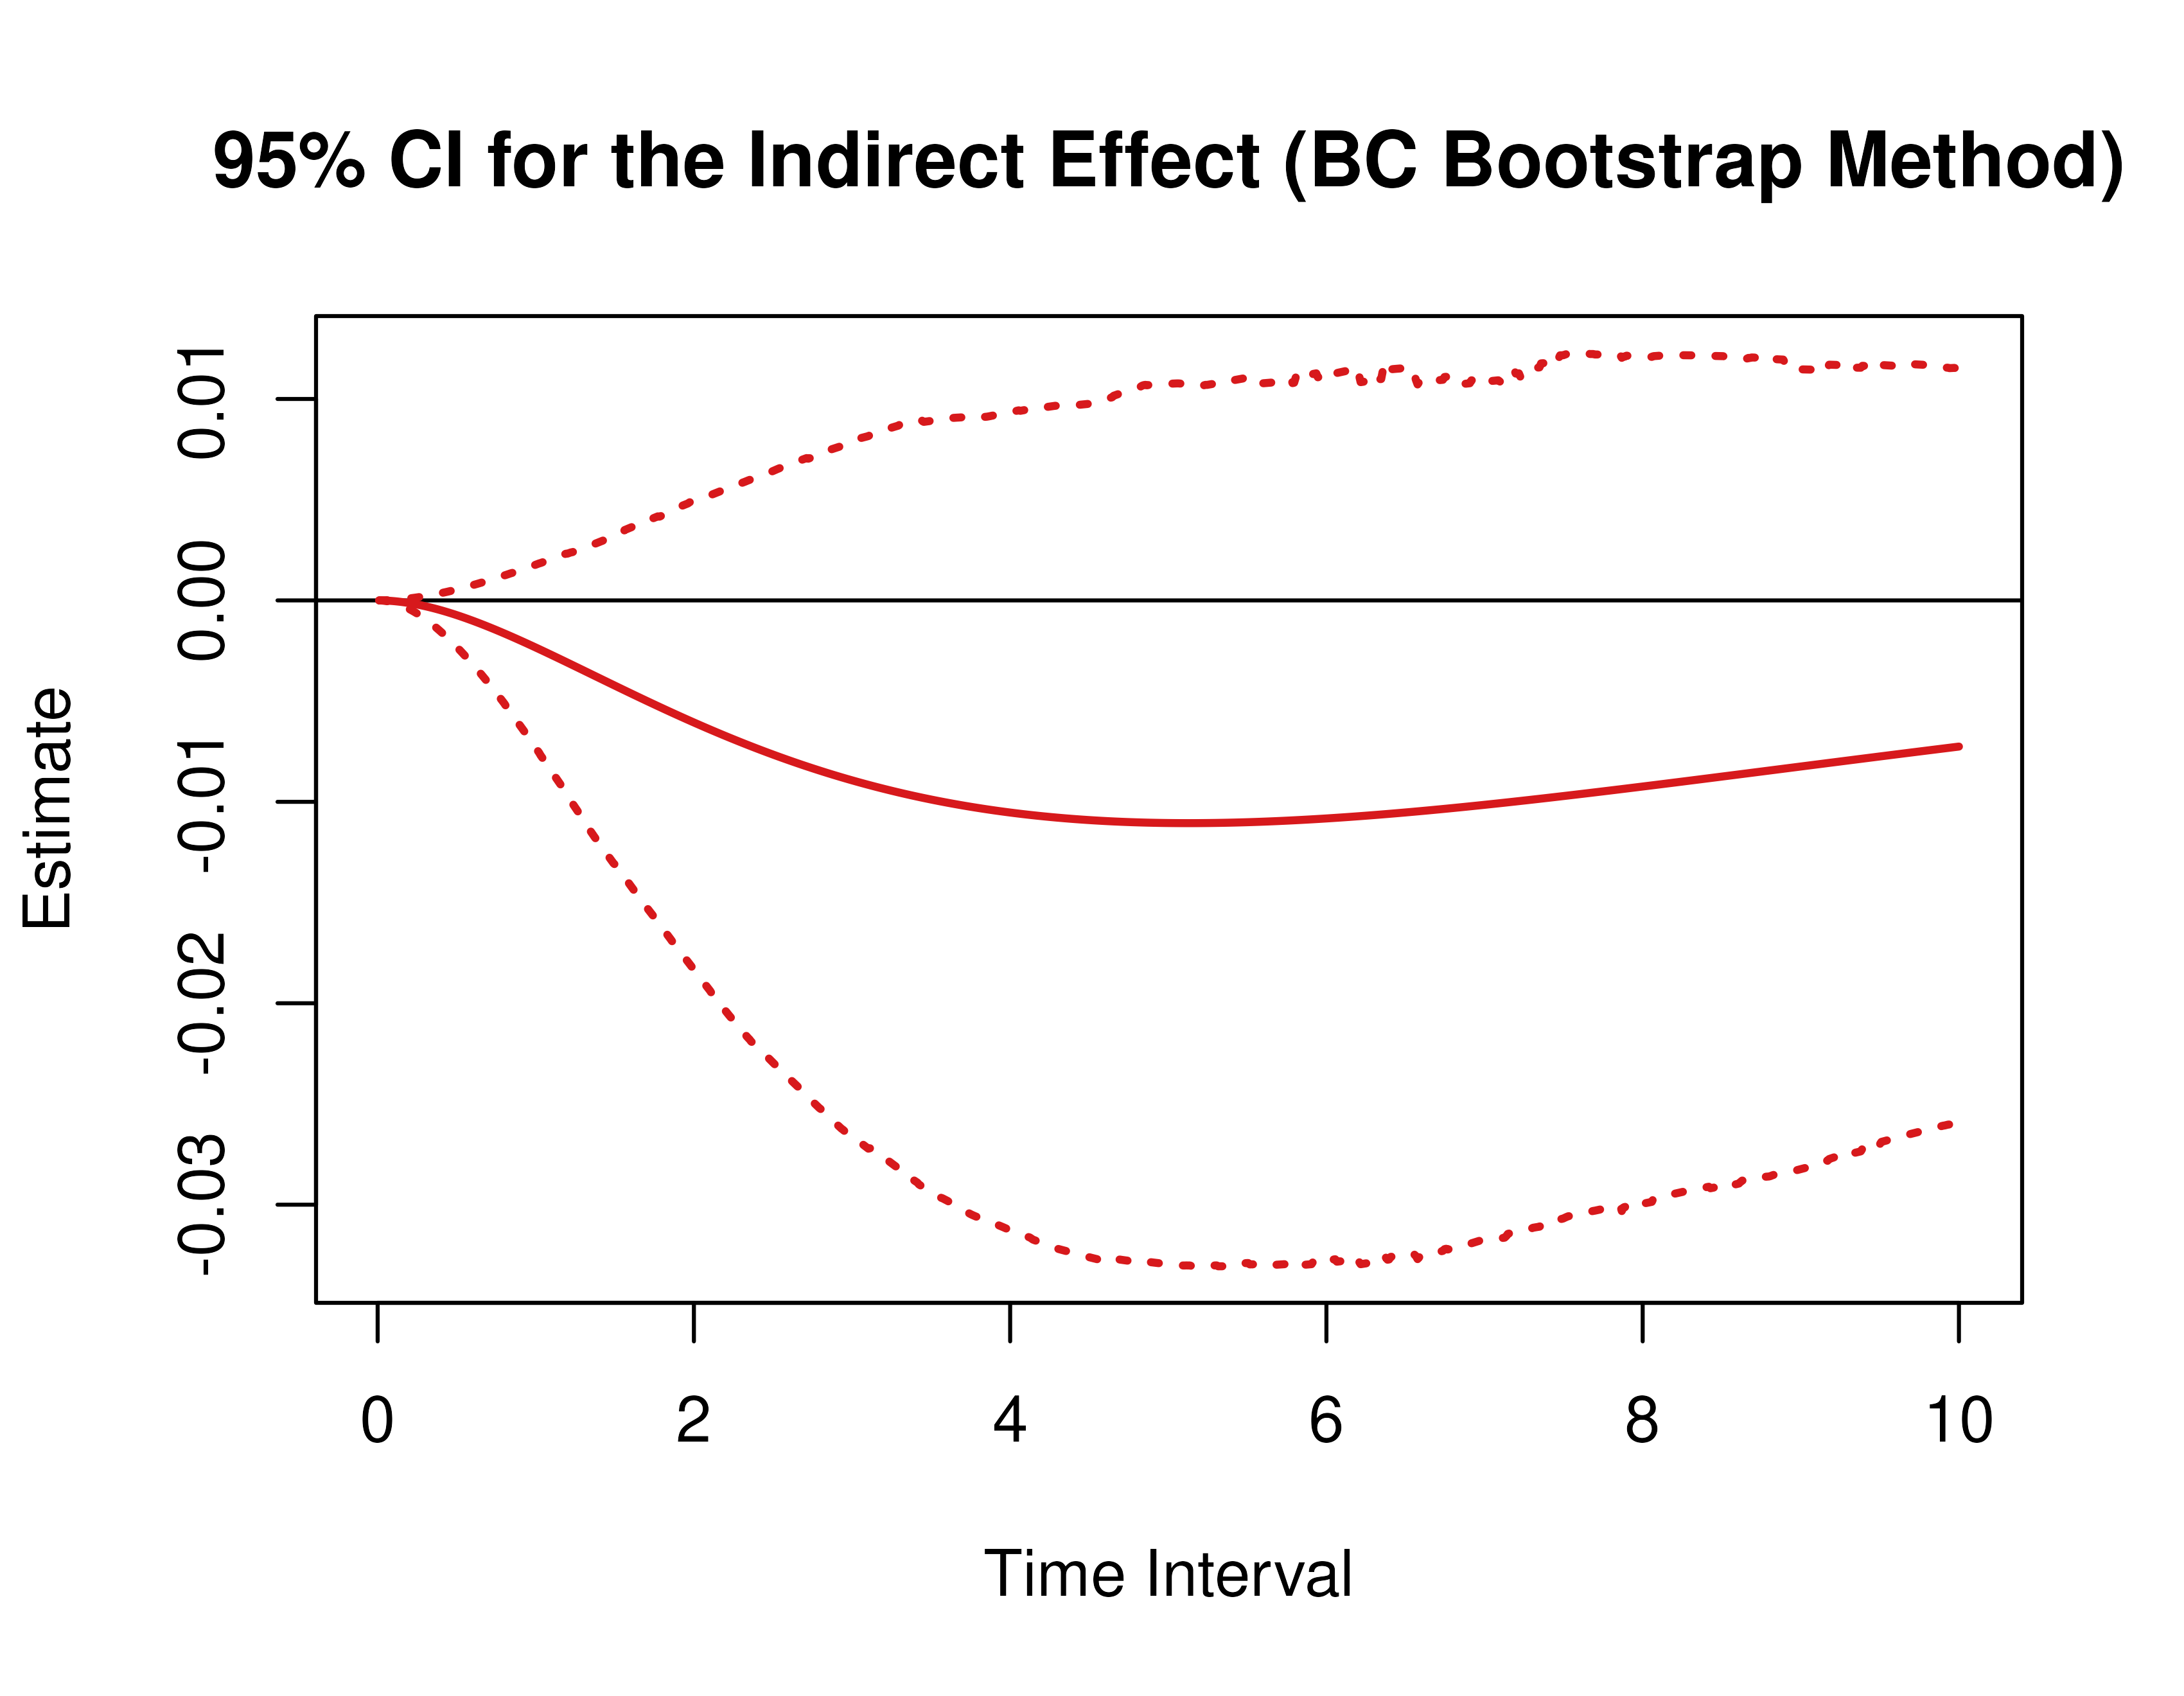 95% CI for the Indirect Effect (BC Bootstrap Method)
Estimate
0.01
0.00
-0.01
-0.02
-0.03
0 2 4 6 8 10
Time Interval